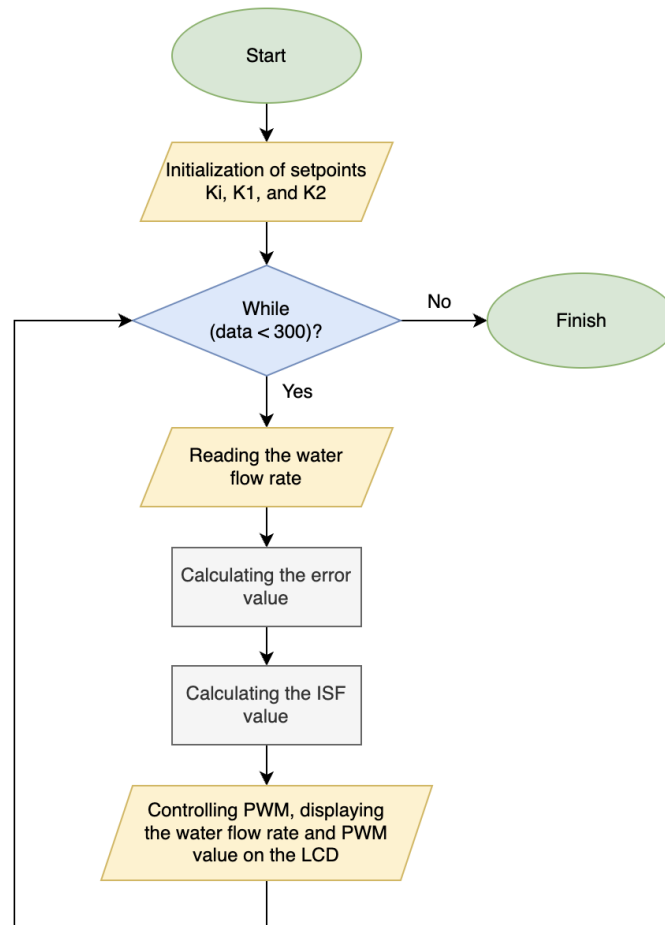 Start
Initialization of setpoints
Ki, K1, and K2
While
(data < 300)?
No
Finish
Yes
Reading the water
flow rate
Calculating the error
value
Calculating the ISF
value
Controlling PWM, displaying
the water flow rate and PWM
value on the LCD